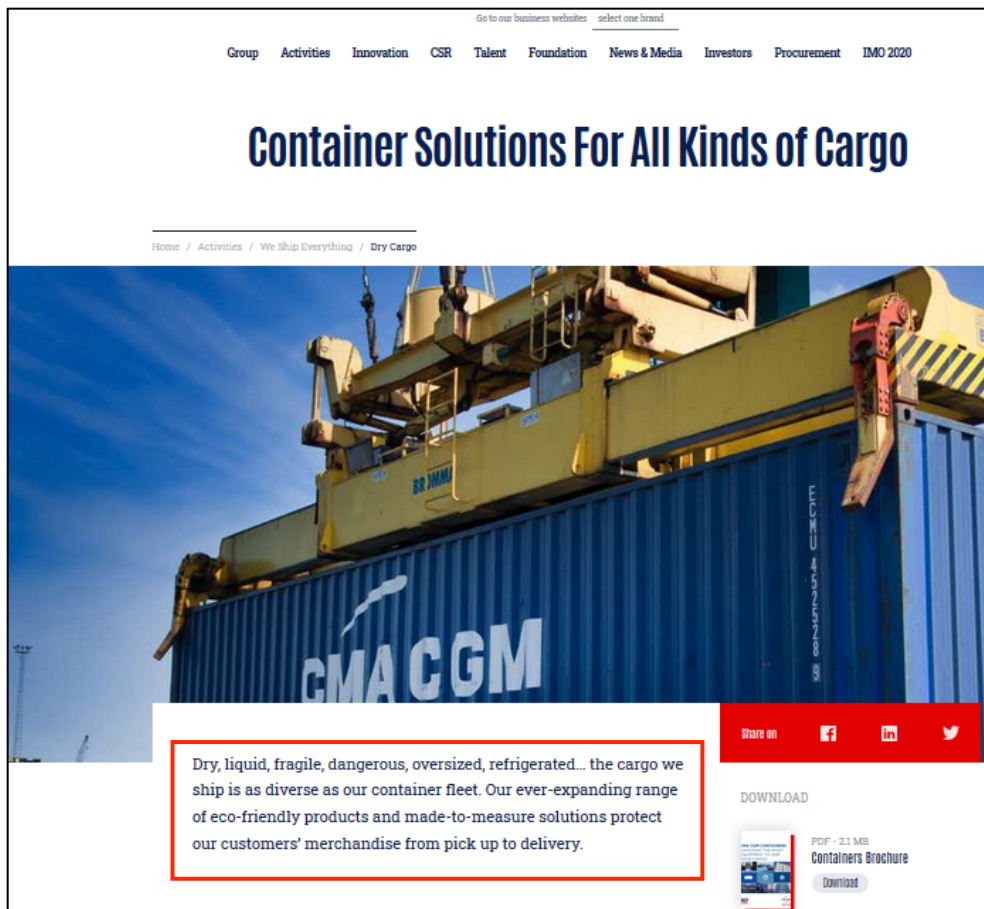 Go to our business websites select one brand
Group Activities Innovation CSR Talent Foundation News & Media Investors Procurement IMO 2020
Container Solutions For All Kinds of Cargo
Home / Activities / We Ship Everything / Dry Cargo
BROMMA
ECMU 452528 9
CMA CGM
Share on
Dry, liquid, fragile, dangerous, oversized, refrigerated... the cargo we
ship is as diverse as our container fleet. Our ever-expanding range
of eco-friendly products and made-to-measure solutions protect
our customers' merchandise from pick up to delivery.
DOWNLOAD
PDF - 2.1 MB
Containers Brochure
Download